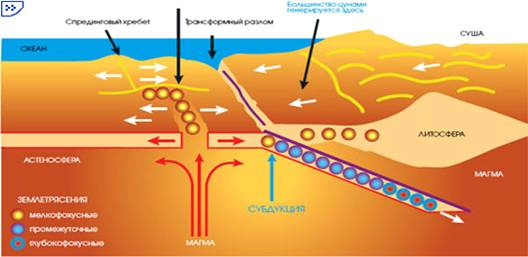 Большинство цунами
генерируется здесь
Спрединговый хребет
Трансформный разлом
СУША
ОКЕАН
ЛИТОСФЕРА
АСТЕНОСФЕРА
МАГМА
ЗЕМЛЕТРЯСЕНИЯ
мелкофокусные
промежуточные
глубокофокусные
СУБДУКЦИЯ
МАГМА